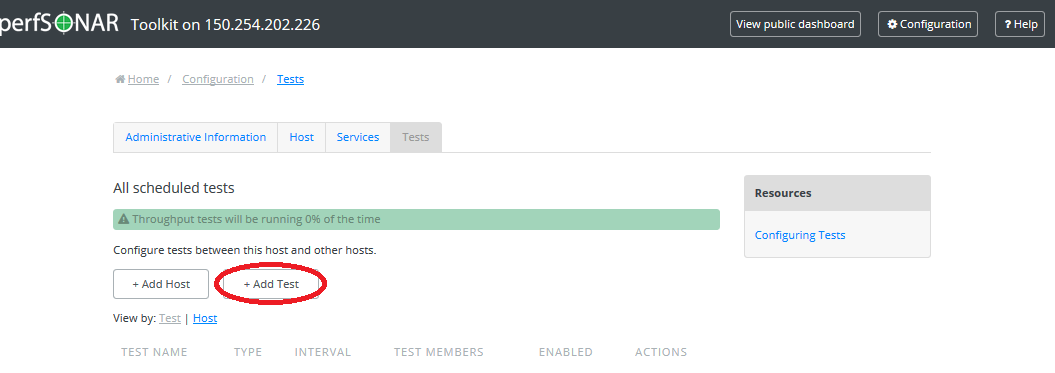 perfSONAR Toolkit on 150.254.202.226 View public dashboard Configuration ? Help
Home / Configuration / Tests
Administrative Information Host Services Tests
All scheduled tests
Throughput tests will be running 0% of the time
Configure tests between this host and other hosts.
+ Add Host + Add Test
View by: Test | Host
TEST NAME TYPE INTERVAL TEST MEMBERS ENABLED ACTIONS
Resources
Configuring Tests